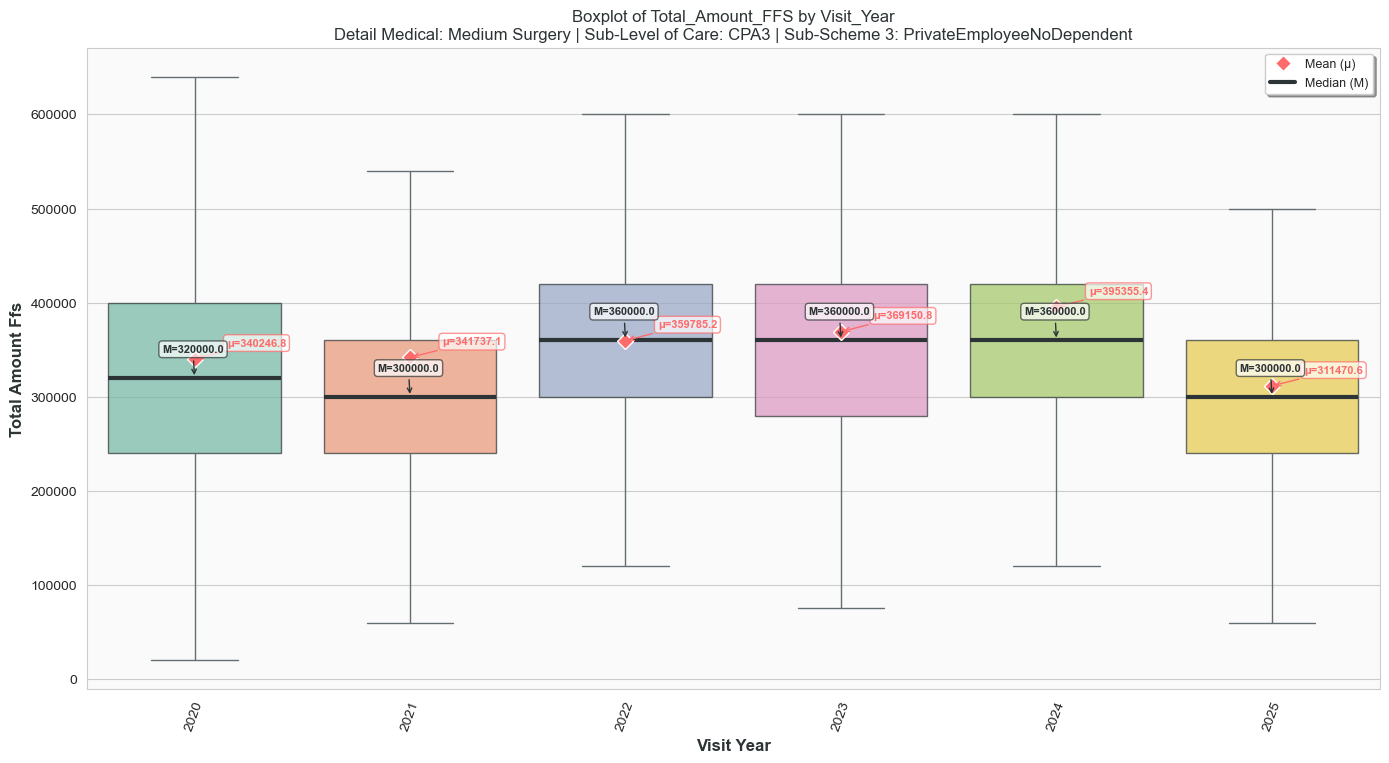 Boxplot of Total_Amount_FFS by Visit_Year
Detail Medical: Medium Surgery | Sub-Level of Care: CPA3 | Sub-Scheme 3: PrivateEmployeeNoDependent
Mean (μ)
Median (M)
Total Amount Ffs
600000
500000
400000
300000
200000
100000
0
M=320000.0
μ=340246.8
M=300000.0
μ=341737.1
M=360000.0
μ=359785.2
M=360000.0
μ=369150.8
M=360000.0
μ=395355.4
M=300000.0
μ=311470.6
2020
2021
2022
2023
2024
2025
Visit Year